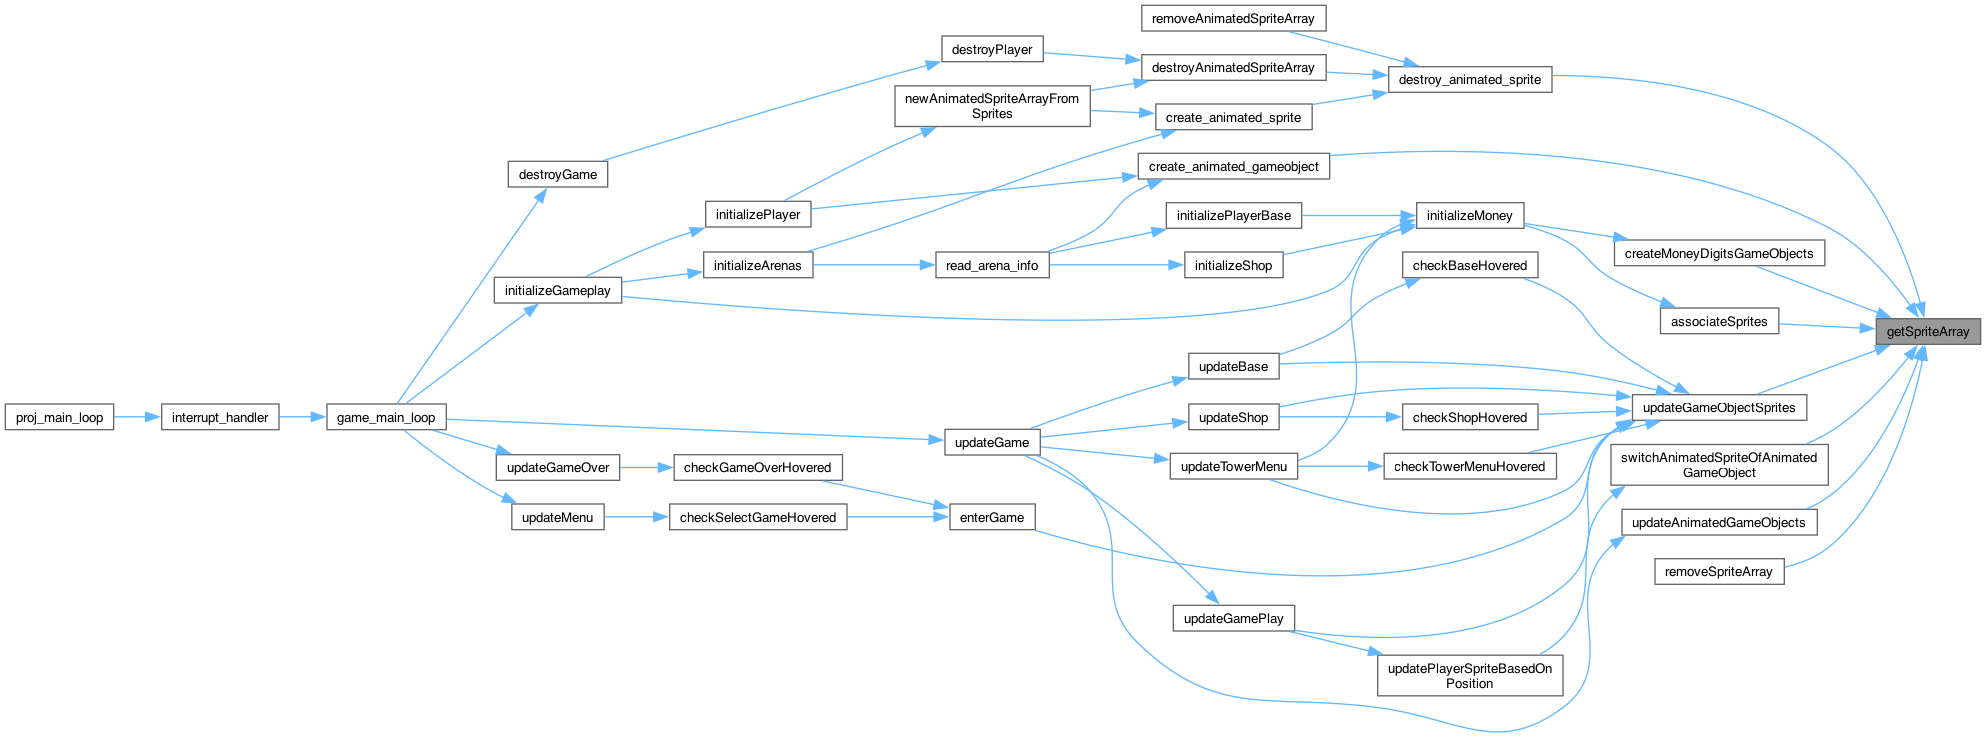 removeAnimatedSpriteArray
destroyPlayer
destroyAnimatedSpriteArray
destroy_animated_sprite
newAnimatedSpriteArrayFrom
Sprites
create_animated_sprite
destroyGame
create_animated_gameobject
initializePlayer
initializePlayerBase
initializeMoney
createMoneyDigitsGameObjects
initializeArenas
read_arena_info
initializeShop
checkBaseHovered
initializeGameplay
associateSprites
getSpriteArray
updateBase
proj_main_loop
interrupt_handler
game_main_loop
updateShop
checkShopHovered
updateGameObjectSprites
updateGame
updateGameOver
checkGameOverHovered
updateTowerMenu
checkTowerMenuHovered
switchAnimatedSpriteOfAnimated
GameObject
updateMenu
checkSelectGameHovered
enterGame
updateAnimatedGameObjects
removeSpriteArray
updateGamePlay
updatePlayerSpriteBasedOn
Position